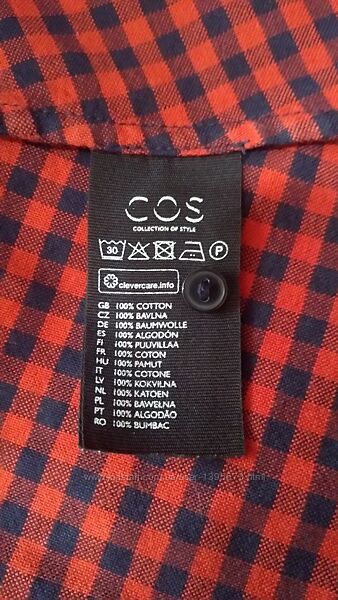 COS
COLLECTION OF STYLE
30 P
clevercare.info
GB 100% COTTON
CZ 100% BAVLNA
DE 100% BAUMWOLLE
ES 100% ALGODÓN
FI 100% PUUVILLAA
FR 100% COTON
HU 100% PAMUT
IT 100% COTONE
LV 100% KOKVILNA
NL 100% KATOEN
PL 100% BAWEŁNA
PT 100% ALGODÃO
RO 100% BUMBAC